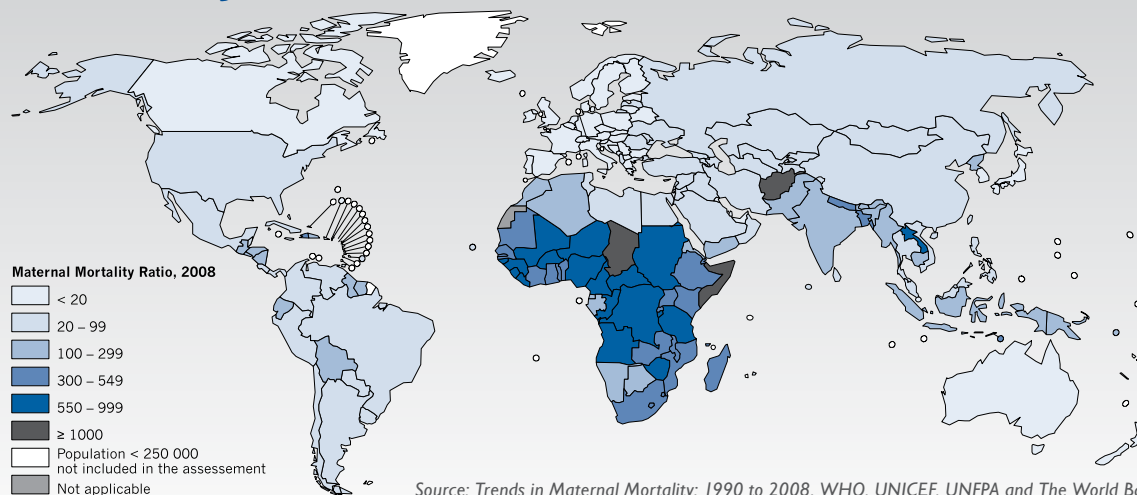 Maternal Mortality Ratio, 2008
< 20
20 – 99
100 – 299
300 – 549
550 – 999
≥ 1000
Population < 250 000
not included in the assessement
Not applicable
Source: Trends in Maternal Mortality: 1990 to 2008, WHO, UNICEF, UNFPA and The World